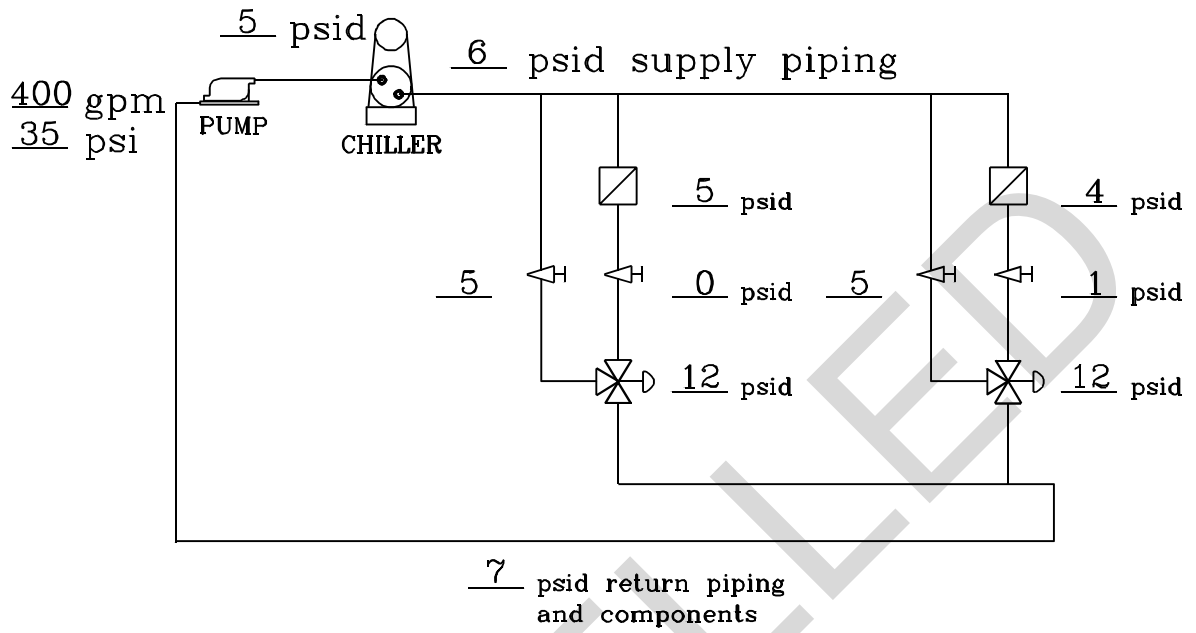 5 psid
6 psid supply piping
400 gpm
35 psi
PUMP
CHILLER
5 psid
4 psid
5
0 psid
5
1 psid
12 psid
12 psid
7 psid return piping
and components